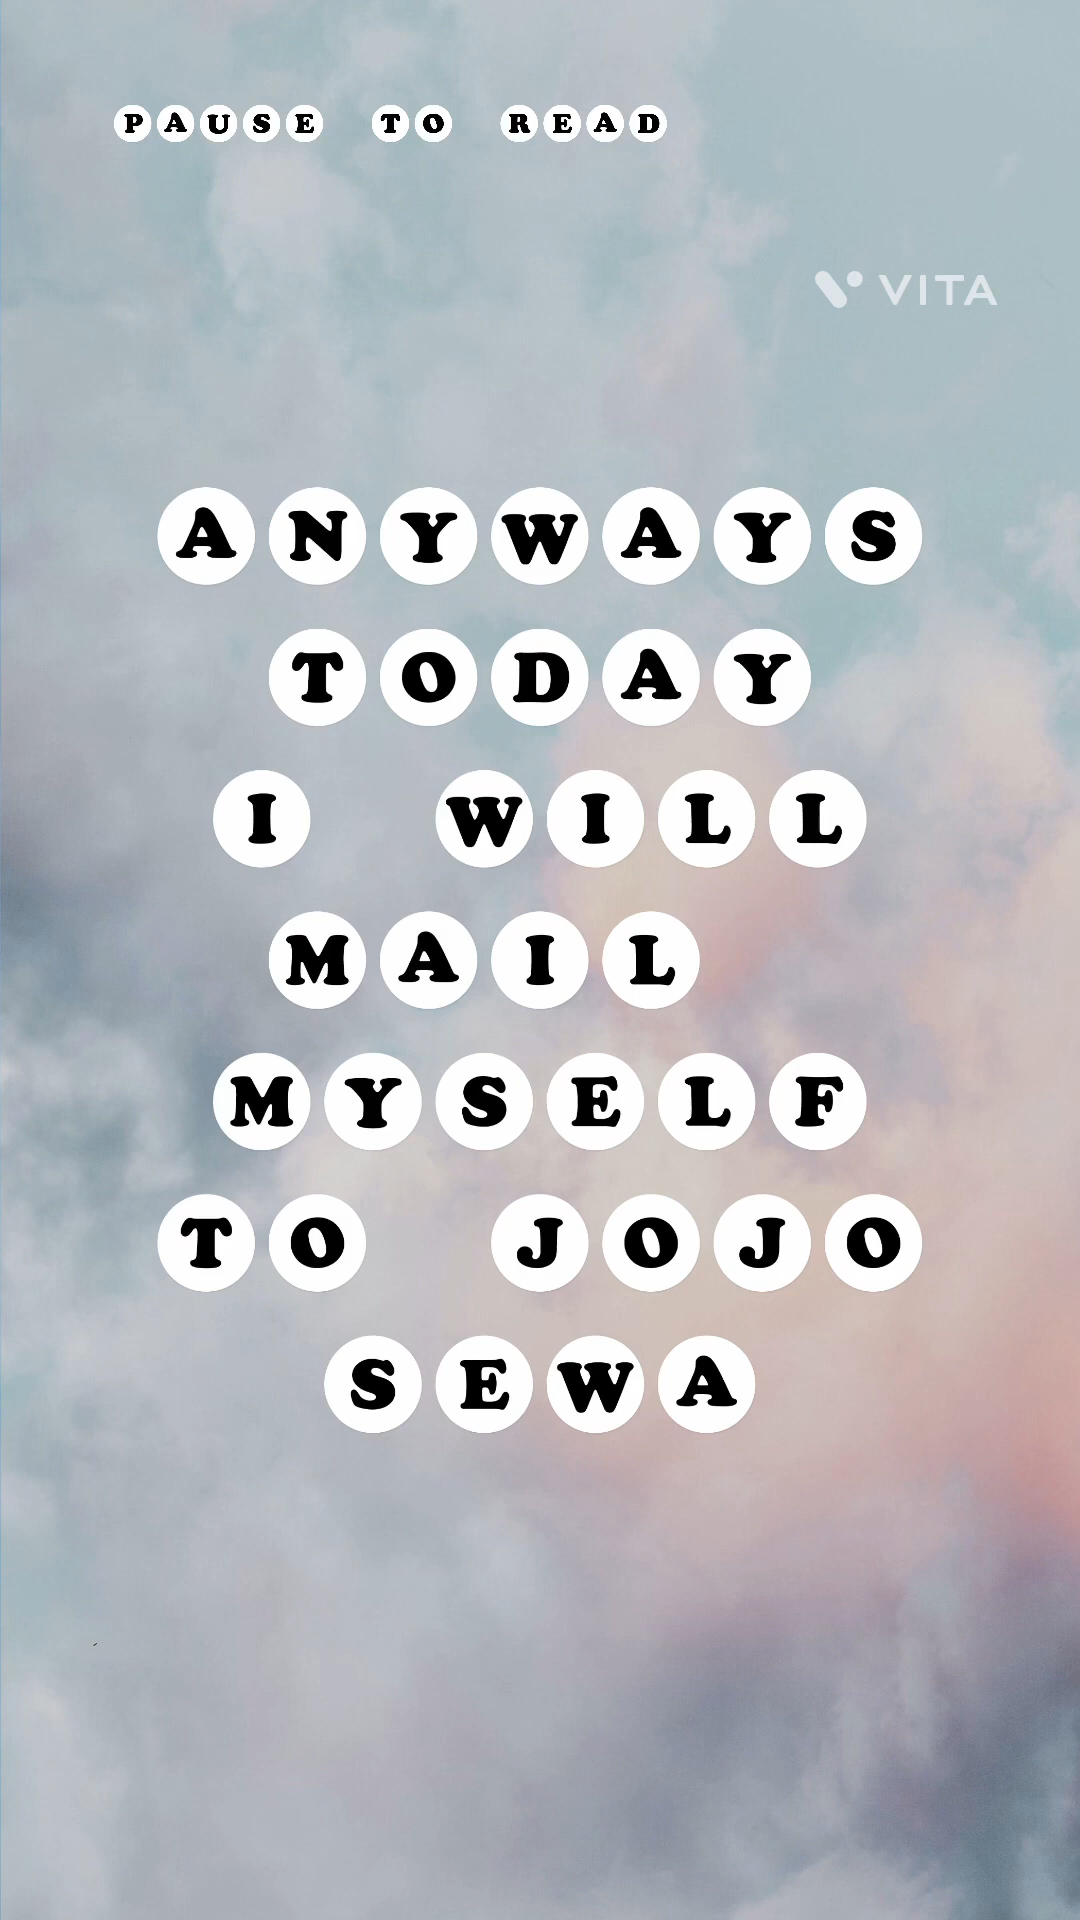 PAUSE TO READ
VITA
ANYWAYS
TODAY
I WILL
MAIL
MYSELF
TO JOJO
SEWA